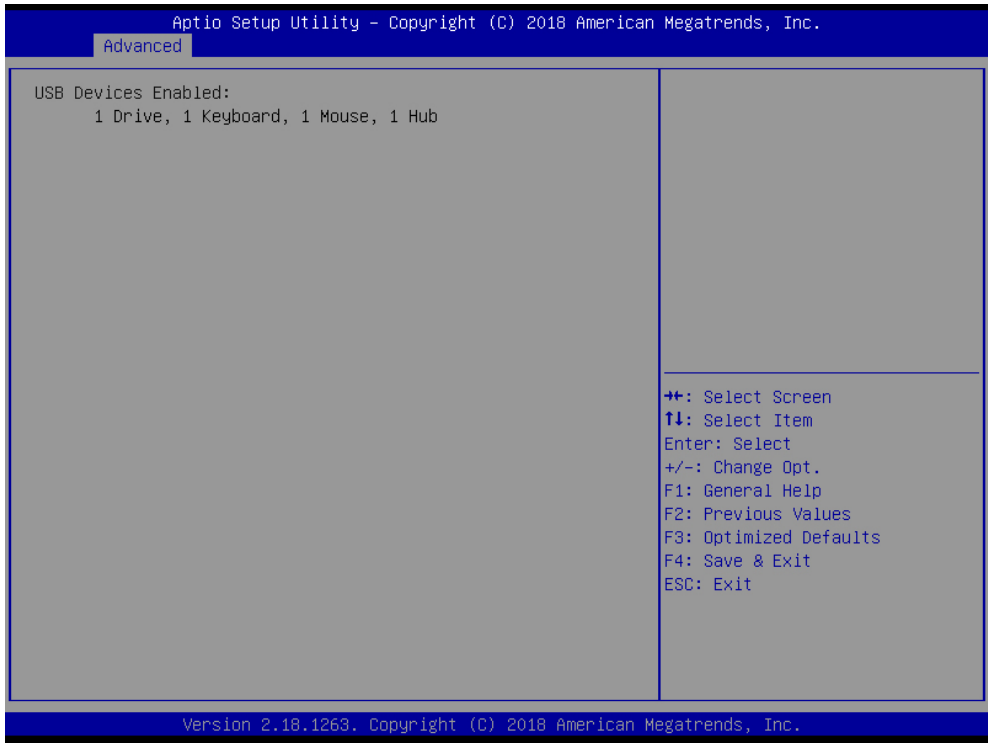 Aptio Setup Utility – Copyright (C) 2018 American Megatrends, Inc.
Advanced
USB Devices Enabled:
1 Drive, 1 Keyboard, 1 Mouse, 1 Hub
→←: Select Screen
↑↓: Select Item
Enter: Select
+/-: Change Opt.
F1: General Help
F2: Previous Values
F3: Optimized Defaults
F4: Save & Exit
ESC: Exit
Version 2.18.1263. Copyright (C) 2018 American Megatrends, Inc.